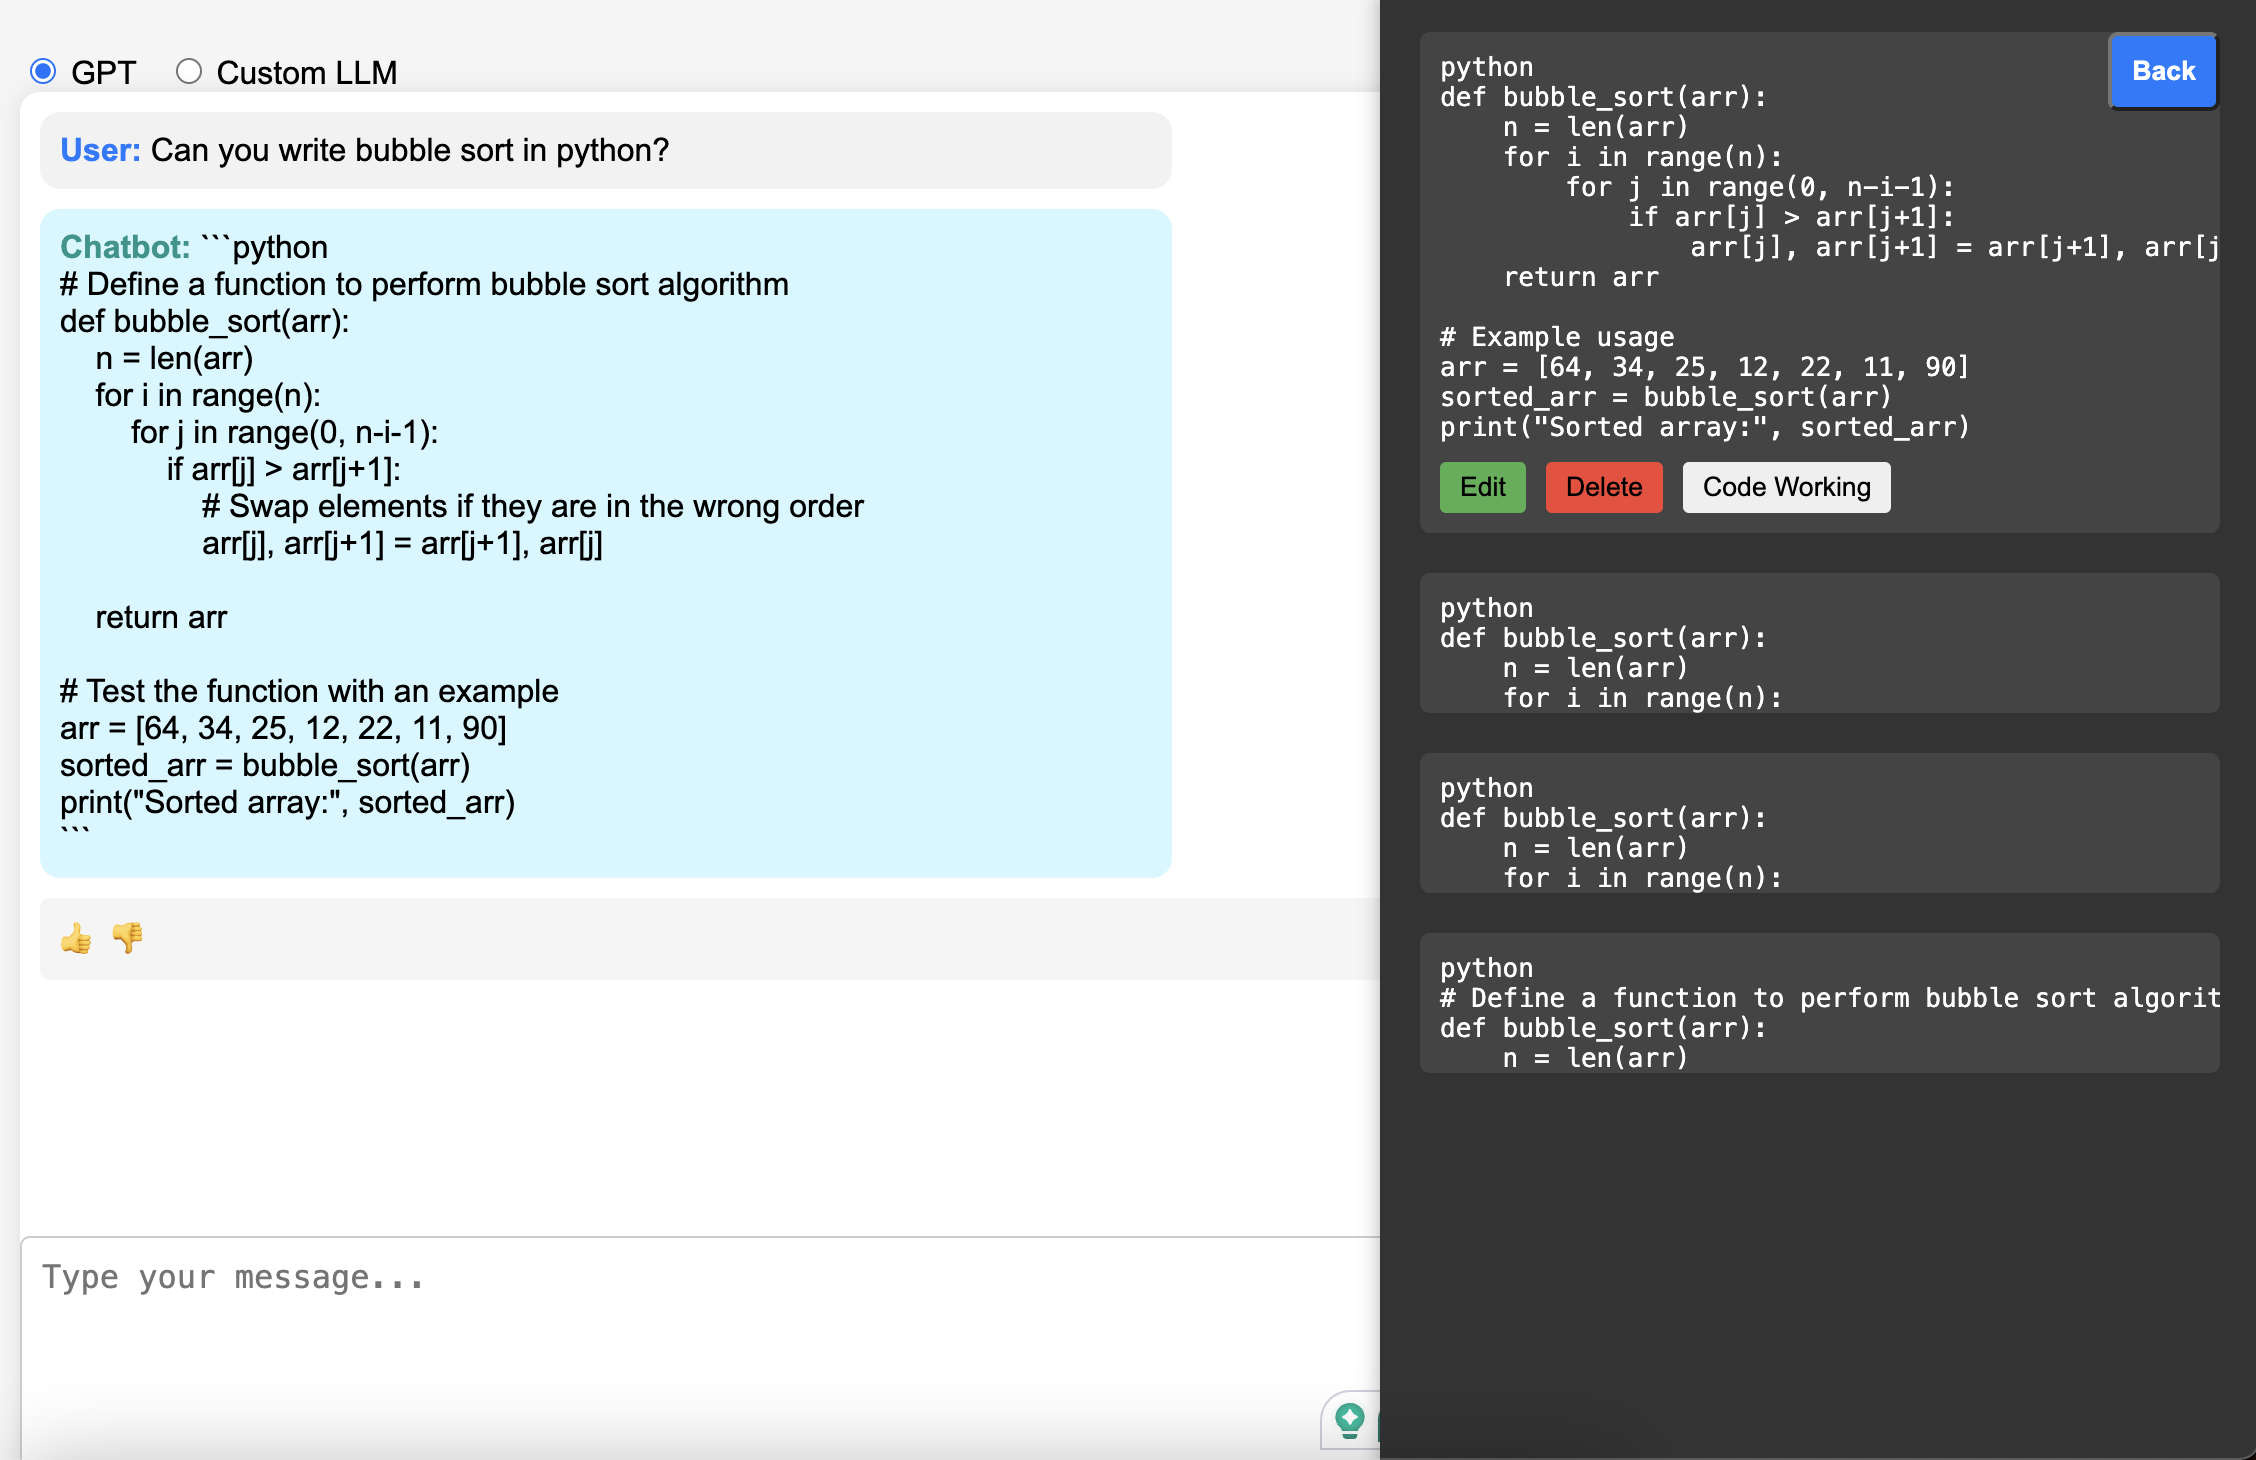 GPT
Custom LLM
User: Can you write bubble sort in python?
Chatbot: ```python
# Define a function to perform bubble sort algorithm
def bubble_sort(arr):
    n = len(arr)
    for i in range(n):
        for j in range(0, n-i-1):
            if arr[j] > arr[j+1]:
                # Swap elements if they are in the wrong order
                arr[j], arr[j+1] = arr[j+1], arr[j]
    return arr
# Test the function with an example
arr = [64, 34, 25, 12, 22, 11, 90]
sorted_arr = bubble_sort(arr)
print("Sorted array:", sorted_arr)
```
Type your message...
Back
python
def bubble_sort(arr):
    n = len(arr)
    for i in range(n):
        for j in range(0, n-i-1):
            if arr[j] > arr[j+1]:
                arr[j], arr[j+1] = arr[j+1], arr[j
    return arr
# Example usage
arr = [64, 34, 25, 12, 22, 11, 90]
sorted_arr = bubble_sort(arr)
print("Sorted array:", sorted_arr)
Edit
Delete
Code Working
python
def bubble_sort(arr):
    n = len(arr)
    for i in range(n):
python
def bubble_sort(arr):
    n = len(arr)
    for i in range(n):
python
# Define a function to perform bubble sort algorit
def bubble_sort(arr):
    n = len(arr)